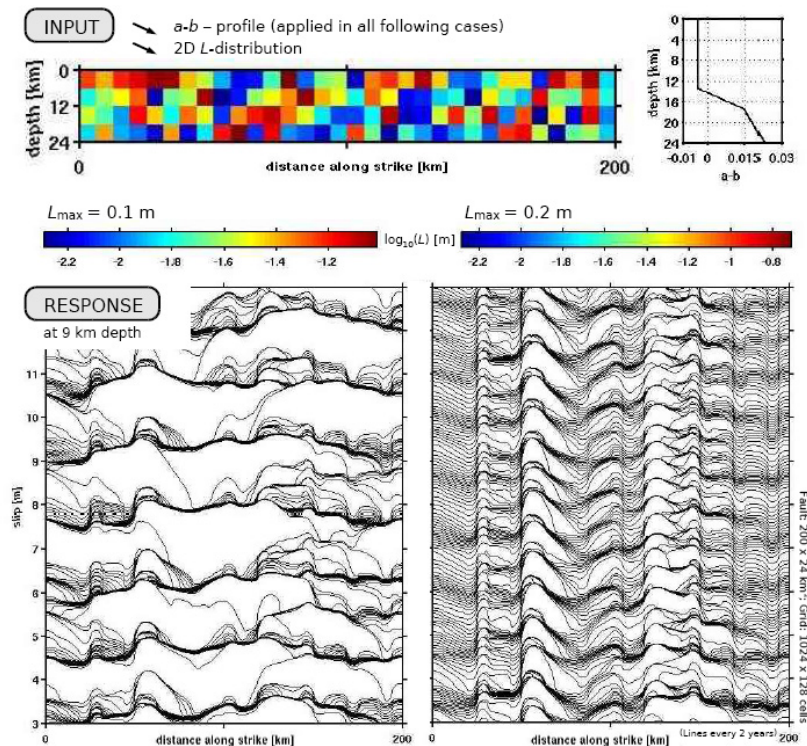 INPUT
a-b – profile (applied in all following cases)
2D L-distribution
depth [km]
0
12
24
0
200
distance along strike [km]
depth [km]
0
4
8
12
16
20
24
-0.01
0
0.015
0.03
a-b
Lmax = 0.1 m
Lmax = 0.2 m
log10(L) [m]
-2.2
-2
-1.8
-1.6
-1.4
-1.2
-2.2
-2
-1.8
-1.6
-1.4
-1.2
-1
-0.8
RESPONSE
at 9 km depth
slip [m]
11
10
9
8
7
6
5
4
3
0
distance along strike [km]
200
0
distance along strike [km]
(Lines every 2 years)
200
Fault: 200 x 24 km²; Grid: 1024 x 128 cells